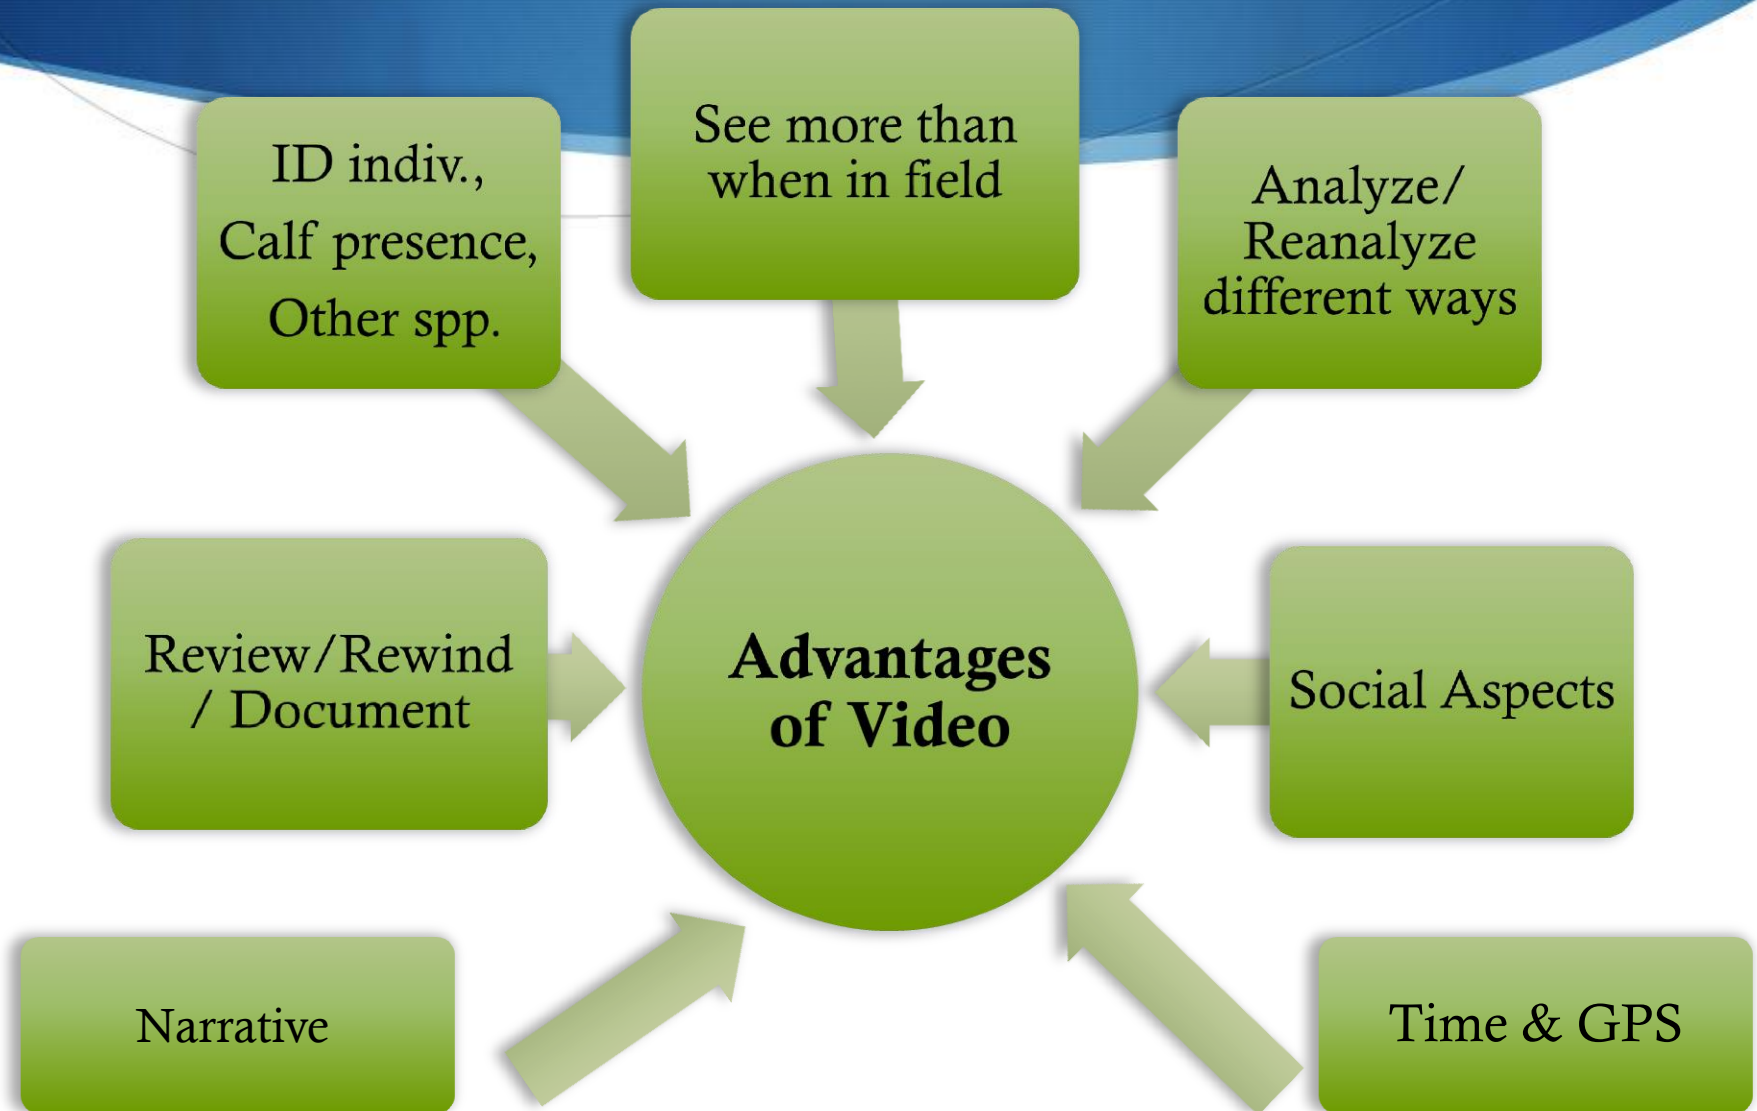 See more than
when in field
ID indiv.,
Calf presence,
Other spp.
Analyze/
Reanalyze
different ways
Review/Rewind
/ Document
Advantages
of Video
Social Aspects
Narrative
Time & GPS